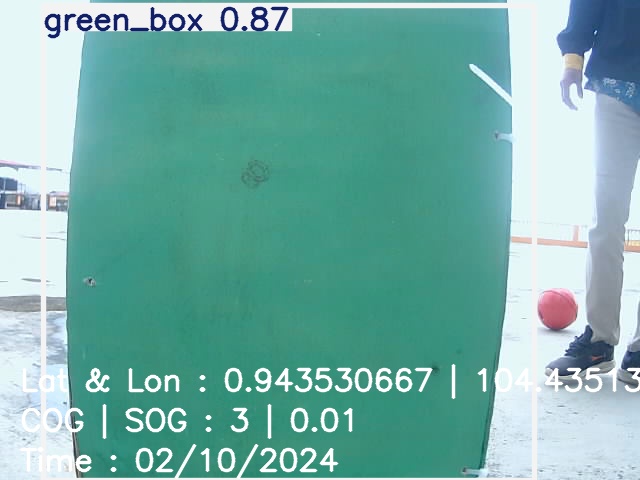 green_box 0.87
Lat & Lon : 0.943530667 | 104.43513
COG | SOG : 3 | 0.01
Time : 02/10/2024